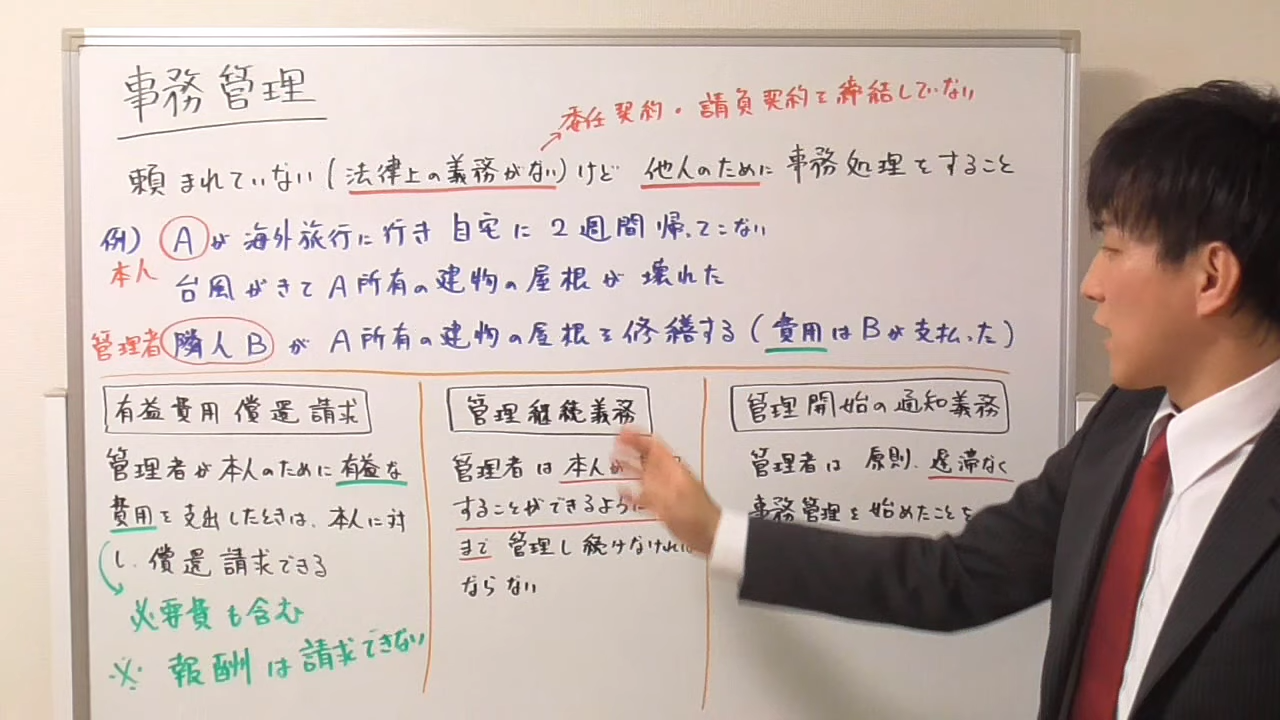 事務管理
委任契約・請負契約を締結していない
頼まれていない(法律上の義務がない)けど 他人のために 事務処理をすること
例) Aが海外旅行に行き 自宅に2週間帰ってこない
本人
台風がきてA所有の建物の屋根が壊れた
管理者 隣人BがA所有の建物の屋根を修繕する(費用はBが支払った)
有益費用償還請求
管理者が本人のために有益な
費用を支出したときは、本人に対
し、償還請求できる
必要費も含む
※ 報酬は請求できない
管理継続義務
管理者は本人が
することができるように
まで管理し続けなければ
ならない
管理開始の通知義務
管理者は 原則、遅滞なく
事務管理を始めたことを